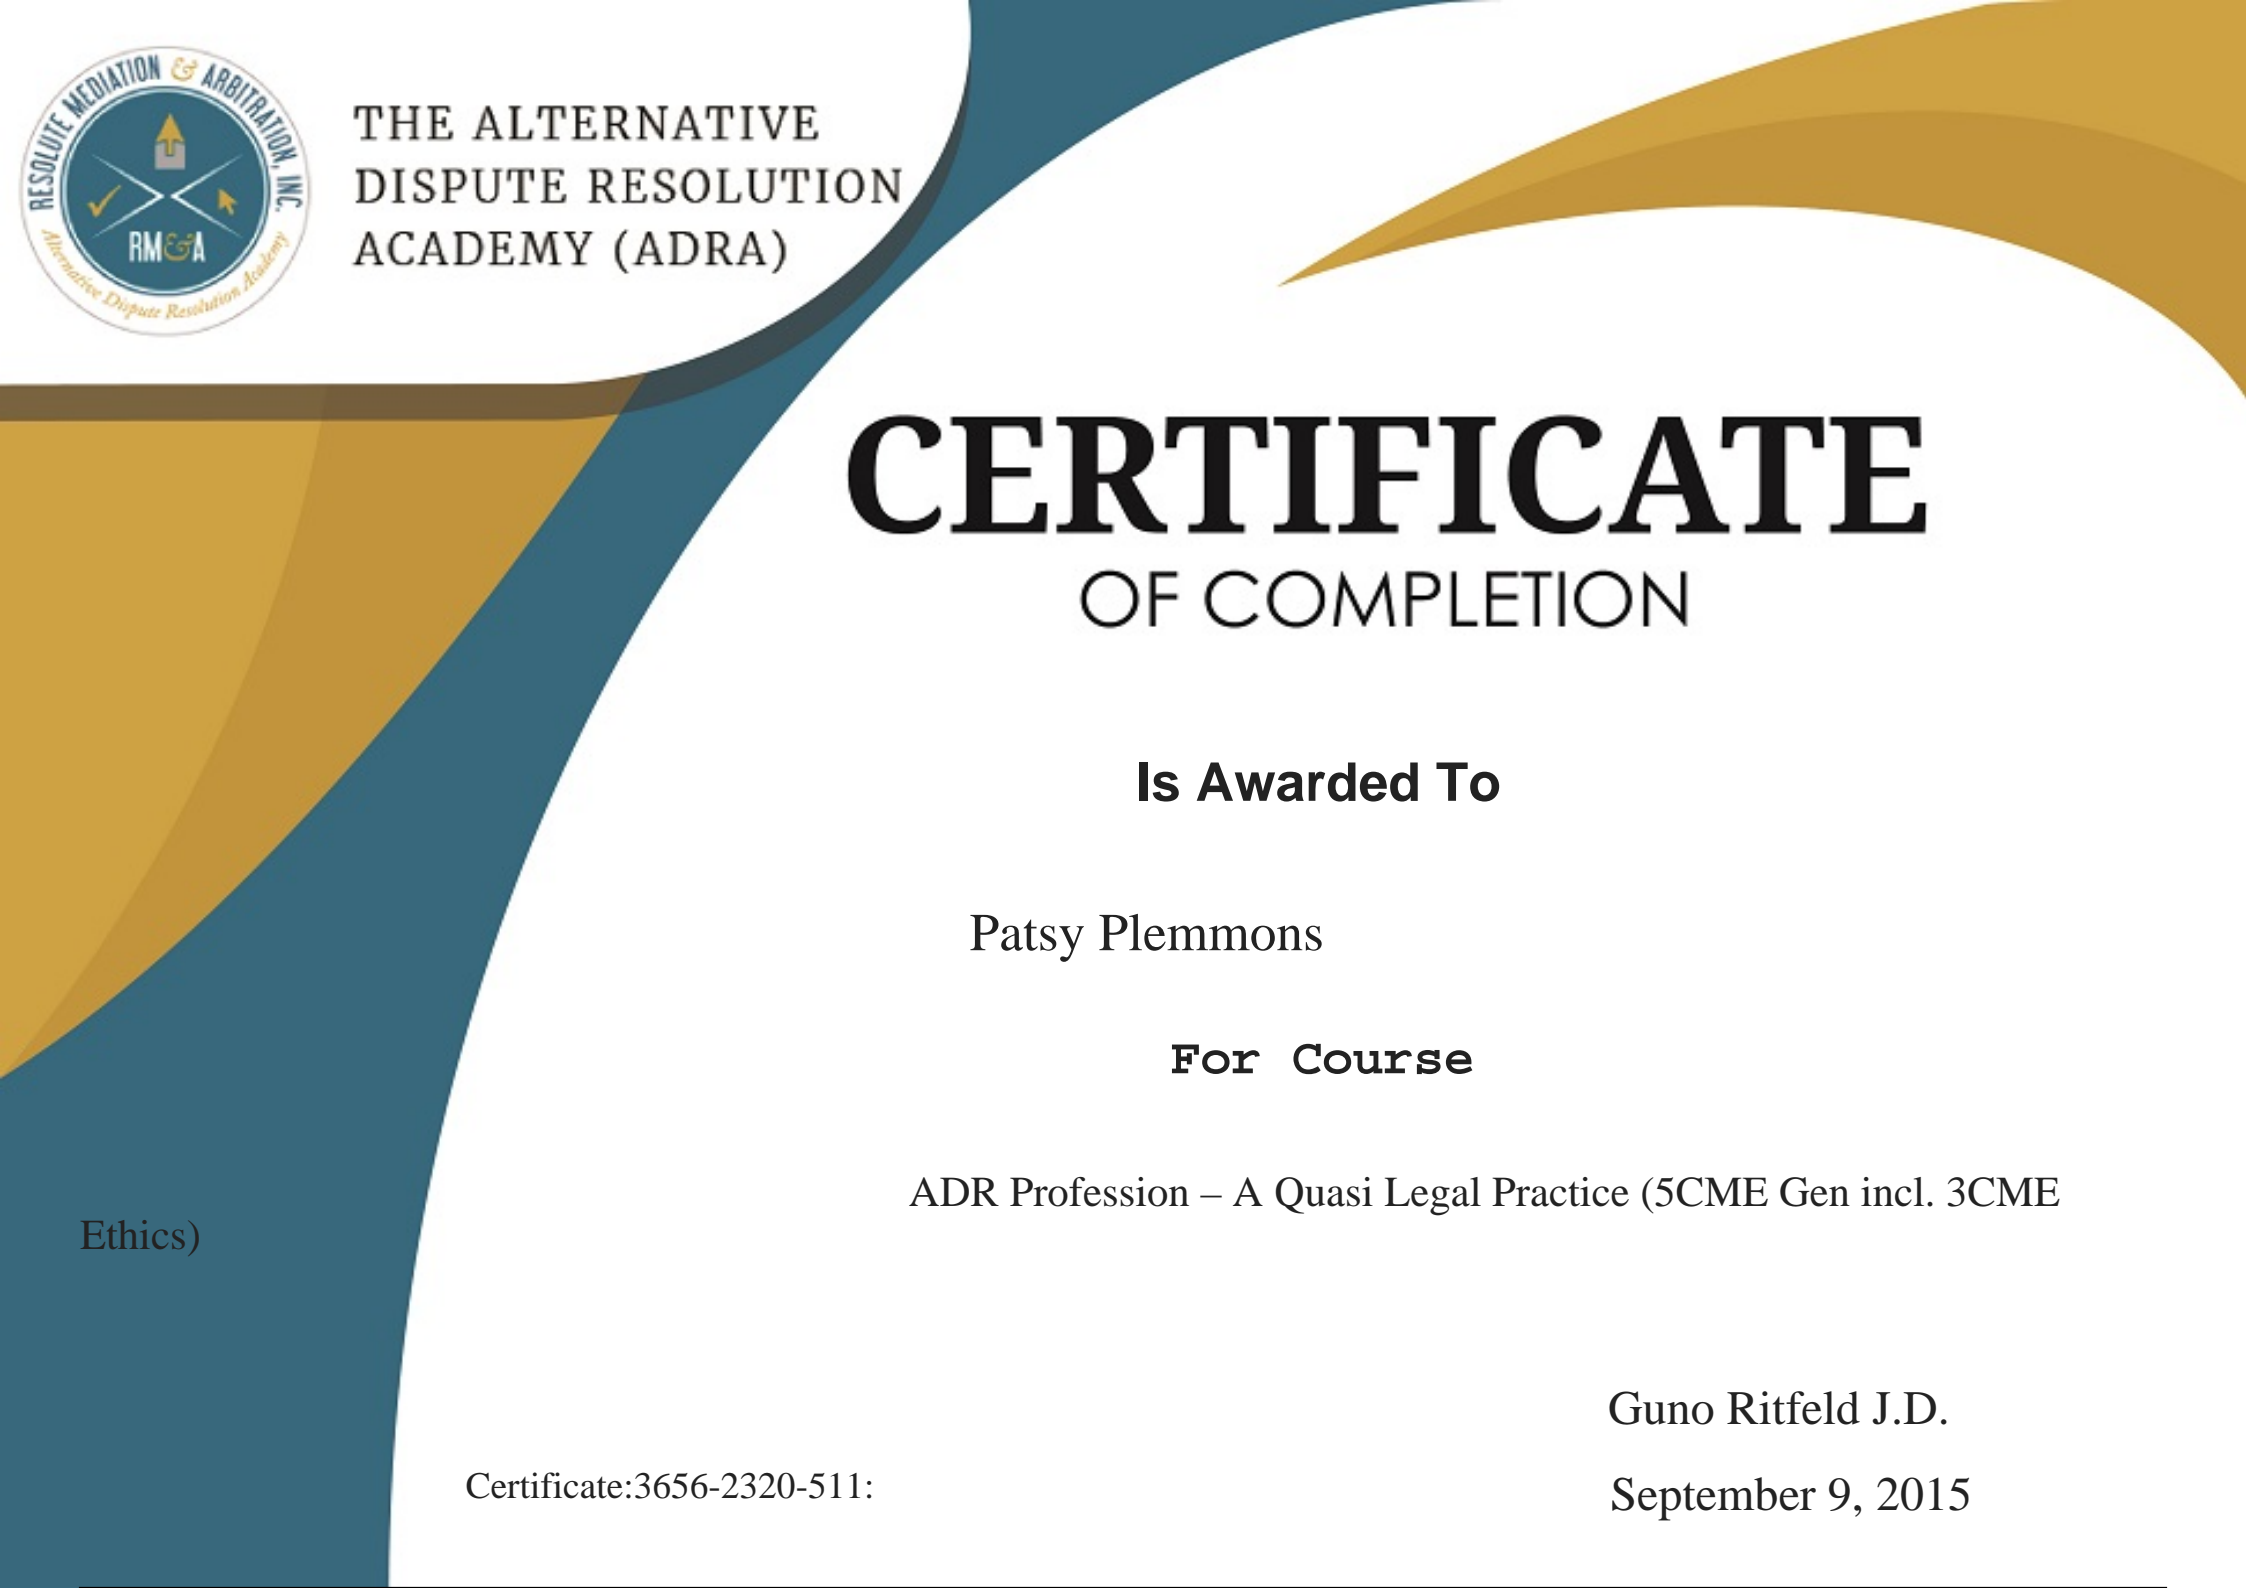 RESOLUTE MEDIATION & ARBITRATION, INC.
RM&A
Alternative Dispute Resolution Academy
THE ALTERNATIVE
DISPUTE RESOLUTION
ACADEMY (ADRA)
CERTIFICATE
OF COMPLETION
Is Awarded To
Patsy Plemmons
For Course
ADR Profession – A Quasi Legal Practice (5CME Gen incl. 3CME
Ethics)
Guno Ritfeld J.D.
Certificate:3656-2320-511:
September 9, 2015